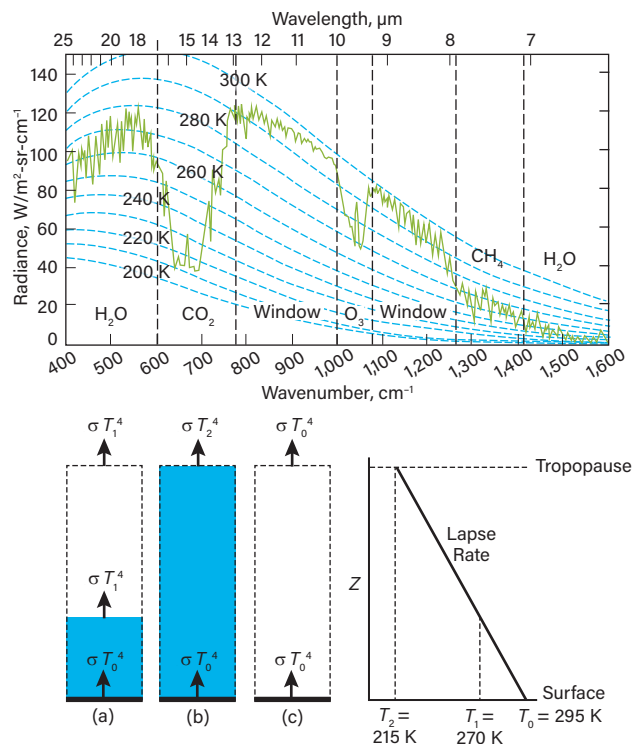 Wavelength, μm
25 20 18 16 15 14 13 12 11 10 9 8 7
Radiance, W/m²-sr-cm⁻¹
140
120
100
80
60
40
20
0
300 K
280 K
260 K
240 K
220 K
200 K
H₂O CO₂ Window O₃ Window CH₄ H₂O
400 500 600 700 800 900 1,000 1,100 1,200 1,300 1,400 1,500 1,600
Wavenumber, cm⁻¹
σ T₁⁴ σ T₂⁴ σ T₀⁴
σ T₁⁴
σ T₀⁴ σ T₀⁴ σ T₀⁴
(a) (b) (c)
Z
Tropopause
Lapse
Rate
Surface
T₂ = T₁ = T₀ = 295 K
215 K 270 K